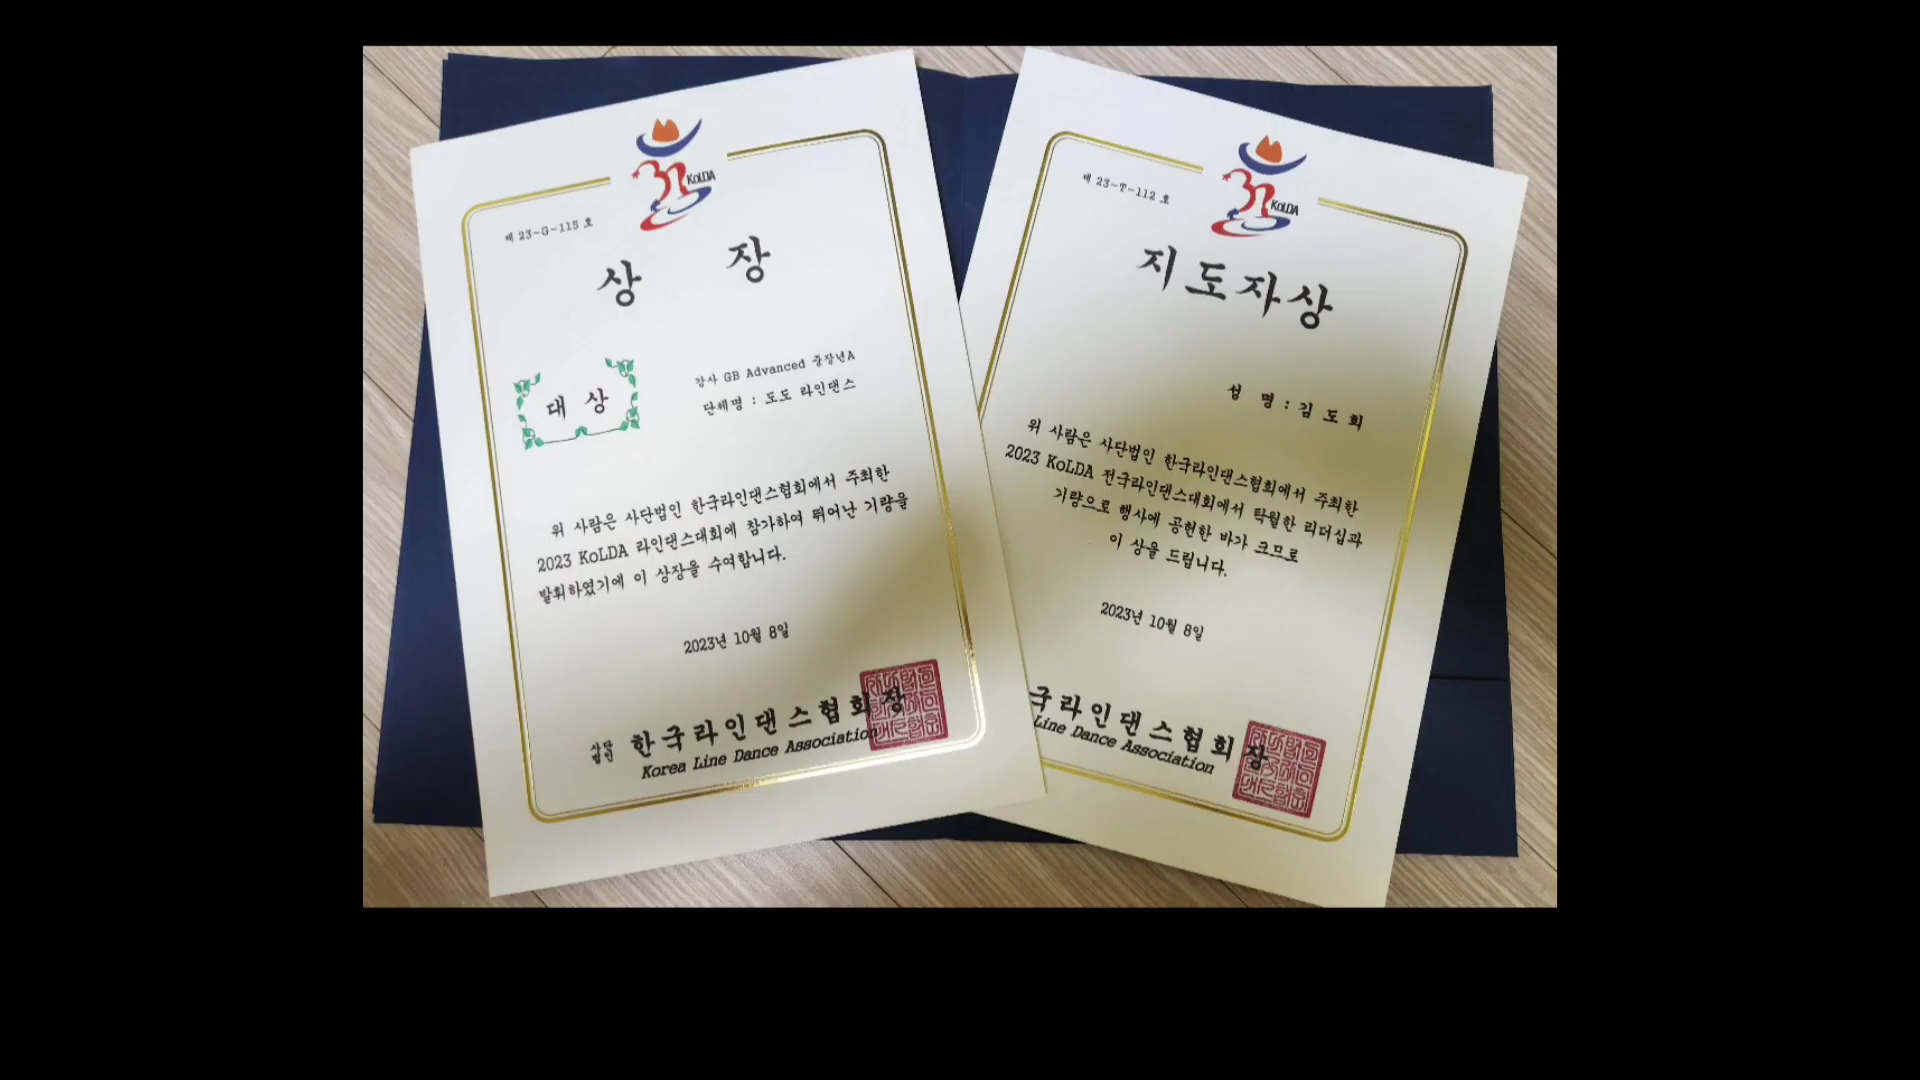 KoLDA
제 23-G-115 호
상 장
대 상
강사 GB Advanced 중장년A
단체명 : 도도 라인댄스
위 사람은 사단법인 한국라인댄스협회에서 주최한
2023 KoLDA 라인댄스대회에 참가하여 뛰어난 기량을
발휘하였기에 이 상장을 수여합니다.
2023년 10월 8일
사단법인 한국라인댄스협회장
Korea Line Dance Association
KoLDA
제 23-T-112 호
지도자상
성 명 : 김 도 희
위 사람은 사단법인 한국라인댄스협회에서 주최한
2023 KoLDA 전국라인댄스대회에서 탁월한 리더십과
기량으로 행사에 공헌한 바가 크므로
이 상을 드립니다.
2023년 10월 8일
국라인댄스협회장
Line Dance Association